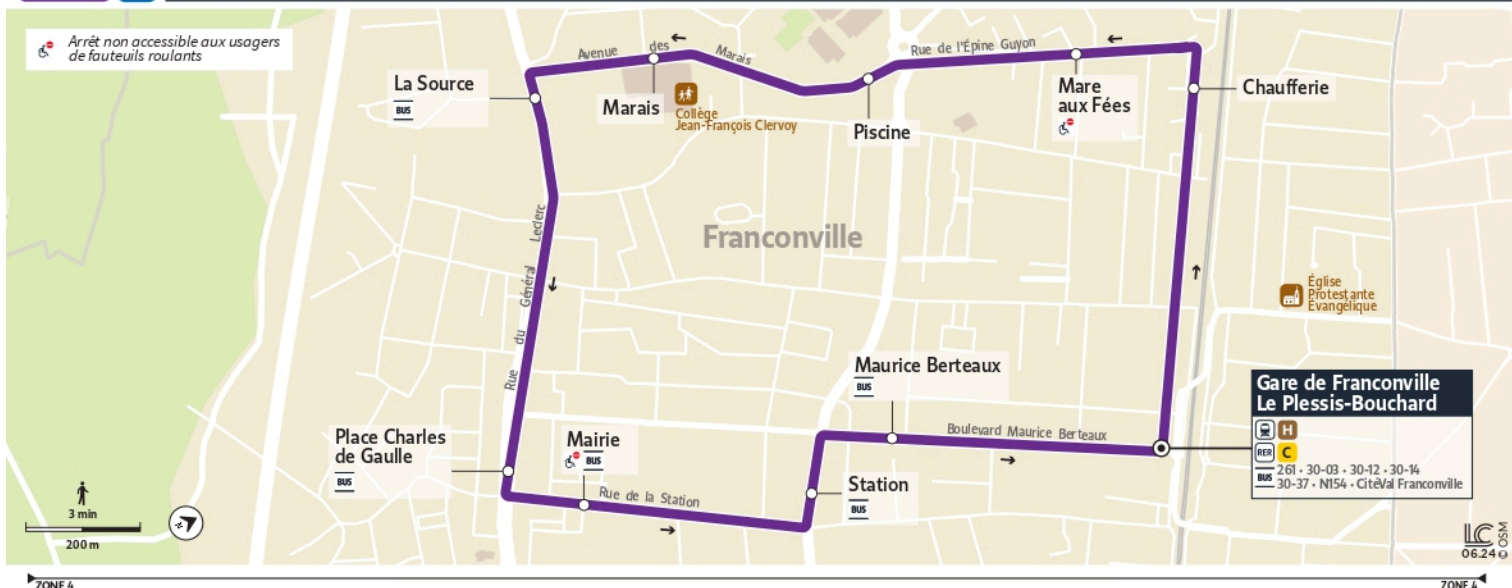 Arrêt non accessible aux usagers
de fauteuils roulants
La Source
BUS
Avenue des Marais
Marais
Collège
Jean-François Clervoy
Piscine
Rue de l'Épine Guyon
Mare
aux Fées
Chaufferie
Franconville
Rue du Général Leclerc
Église
Protestante
Évangélique
Maurice Berteaux
BUS
Boulevard Maurice Berteaux
Gare de Franconville
Le Plessis-Bouchard
H
RER C
BUS 261 • 30-03 • 30-12 • 30-14
30-37 • N154 • CitéVal Franconville
Place Charles
de Gaulle
BUS
Mairie
BUS
Rue de la Station
Station
BUS
3 min
200 m
LC
06.24 © OSM
ZONE 4
ZONE 4